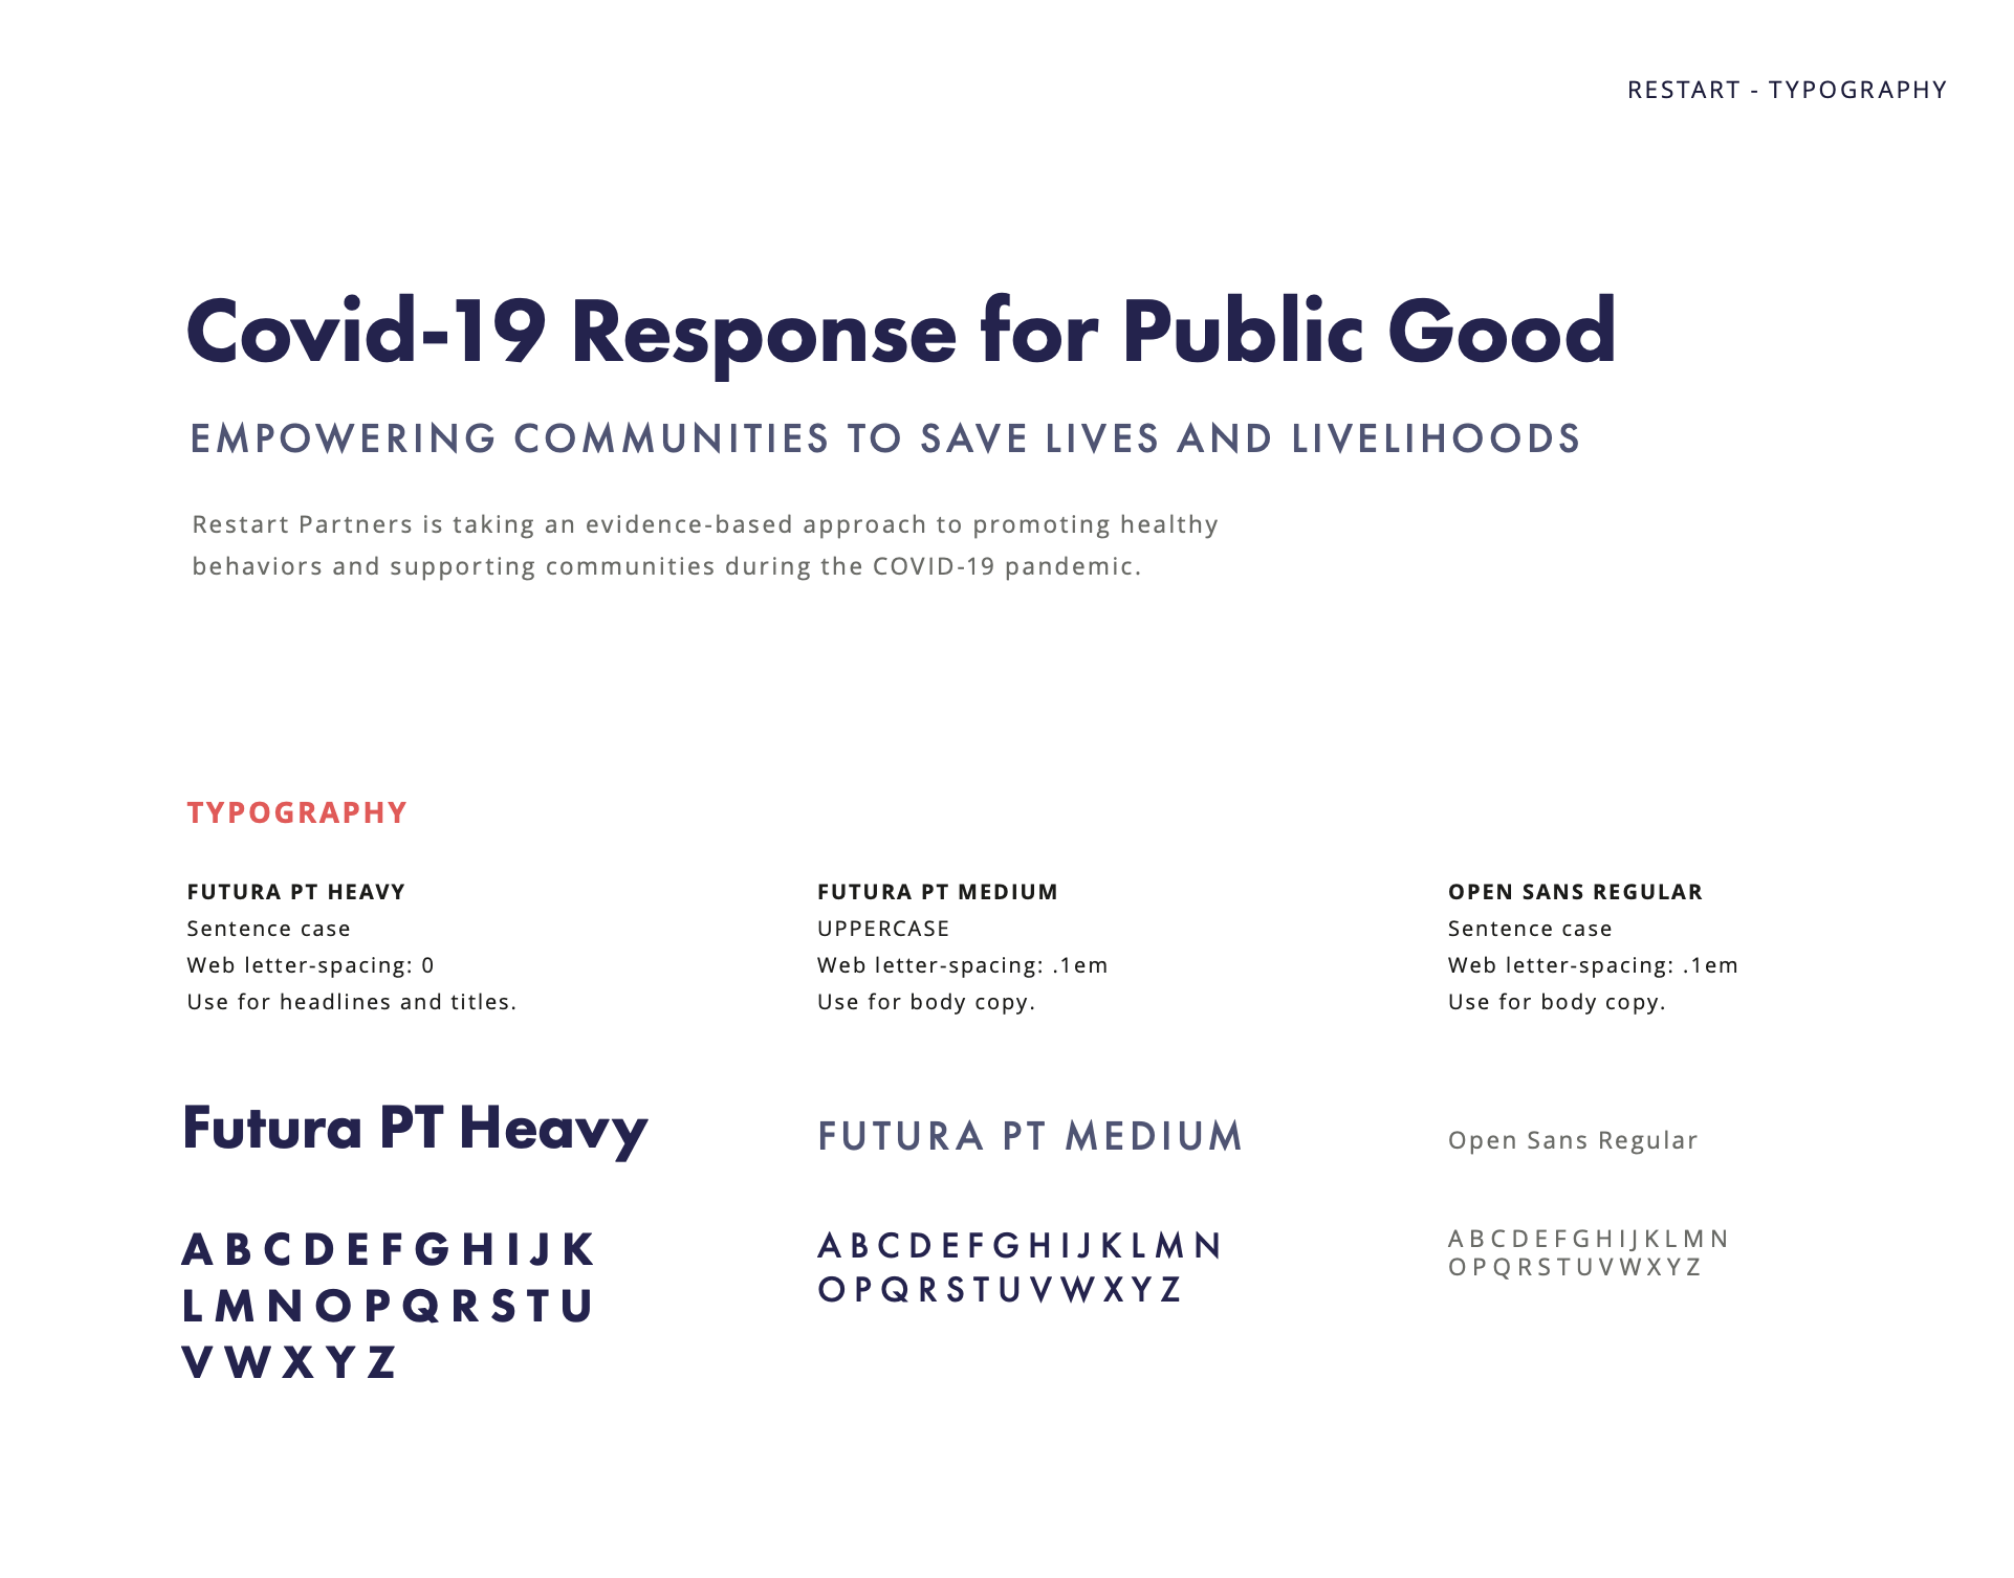 RESTART - TYPOGRAPHY
Covid-19 Response for Public Good
EMPOWERING COMMUNITIES TO SAVE LIVES AND LIVELIHOODS
Restart Partners is taking an evidence-based approach to promoting healthy
behaviors and supporting communities during the COVID-19 pandemic.
TYPOGRAPHY
FUTURA PT HEAVY
Sentence case
Web letter-spacing: 0
Use for headlines and titles.
Futura PT Heavy
A B C D E F G H I J K
L M N O P Q R S T U
V W X Y Z
FUTURA PT MEDIUM
UPPERCASE
Web letter-spacing: .1em
Use for body copy.
FUTURA PT MEDIUM
A B C D E F G H I J K L M N
O P Q R S T U V W X Y Z
OPEN SANS REGULAR
Sentence case
Web letter-spacing: .1em
Use for body copy.
Open Sans Regular
A B C D E F G H I J K L M N
O P Q R S T U V W X Y Z